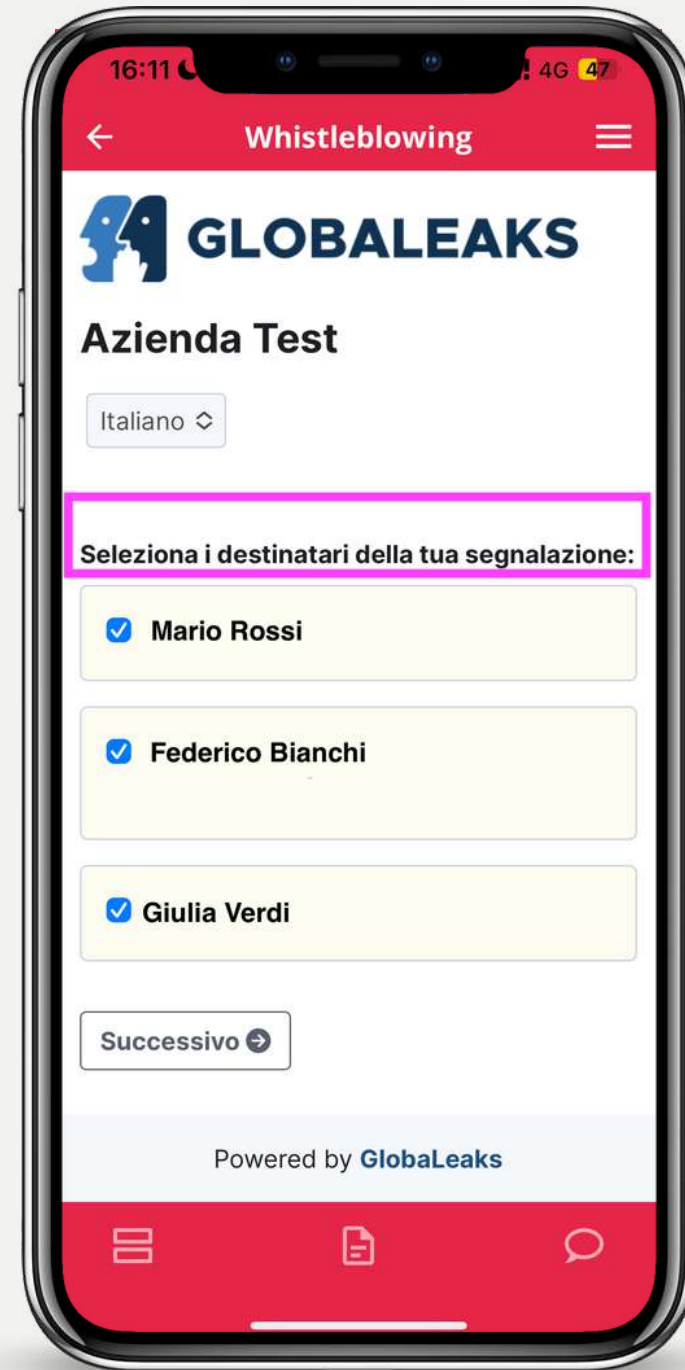 16:11
4G 47
Whistleblowing
GLOBALEAKS
Azienda Test
Italiano
Seleziona i destinatari della tua segnalazione:
Mario Rossi
Federico Bianchi
Giulia Verdi
Successivo
Powered by GlobaLeaks